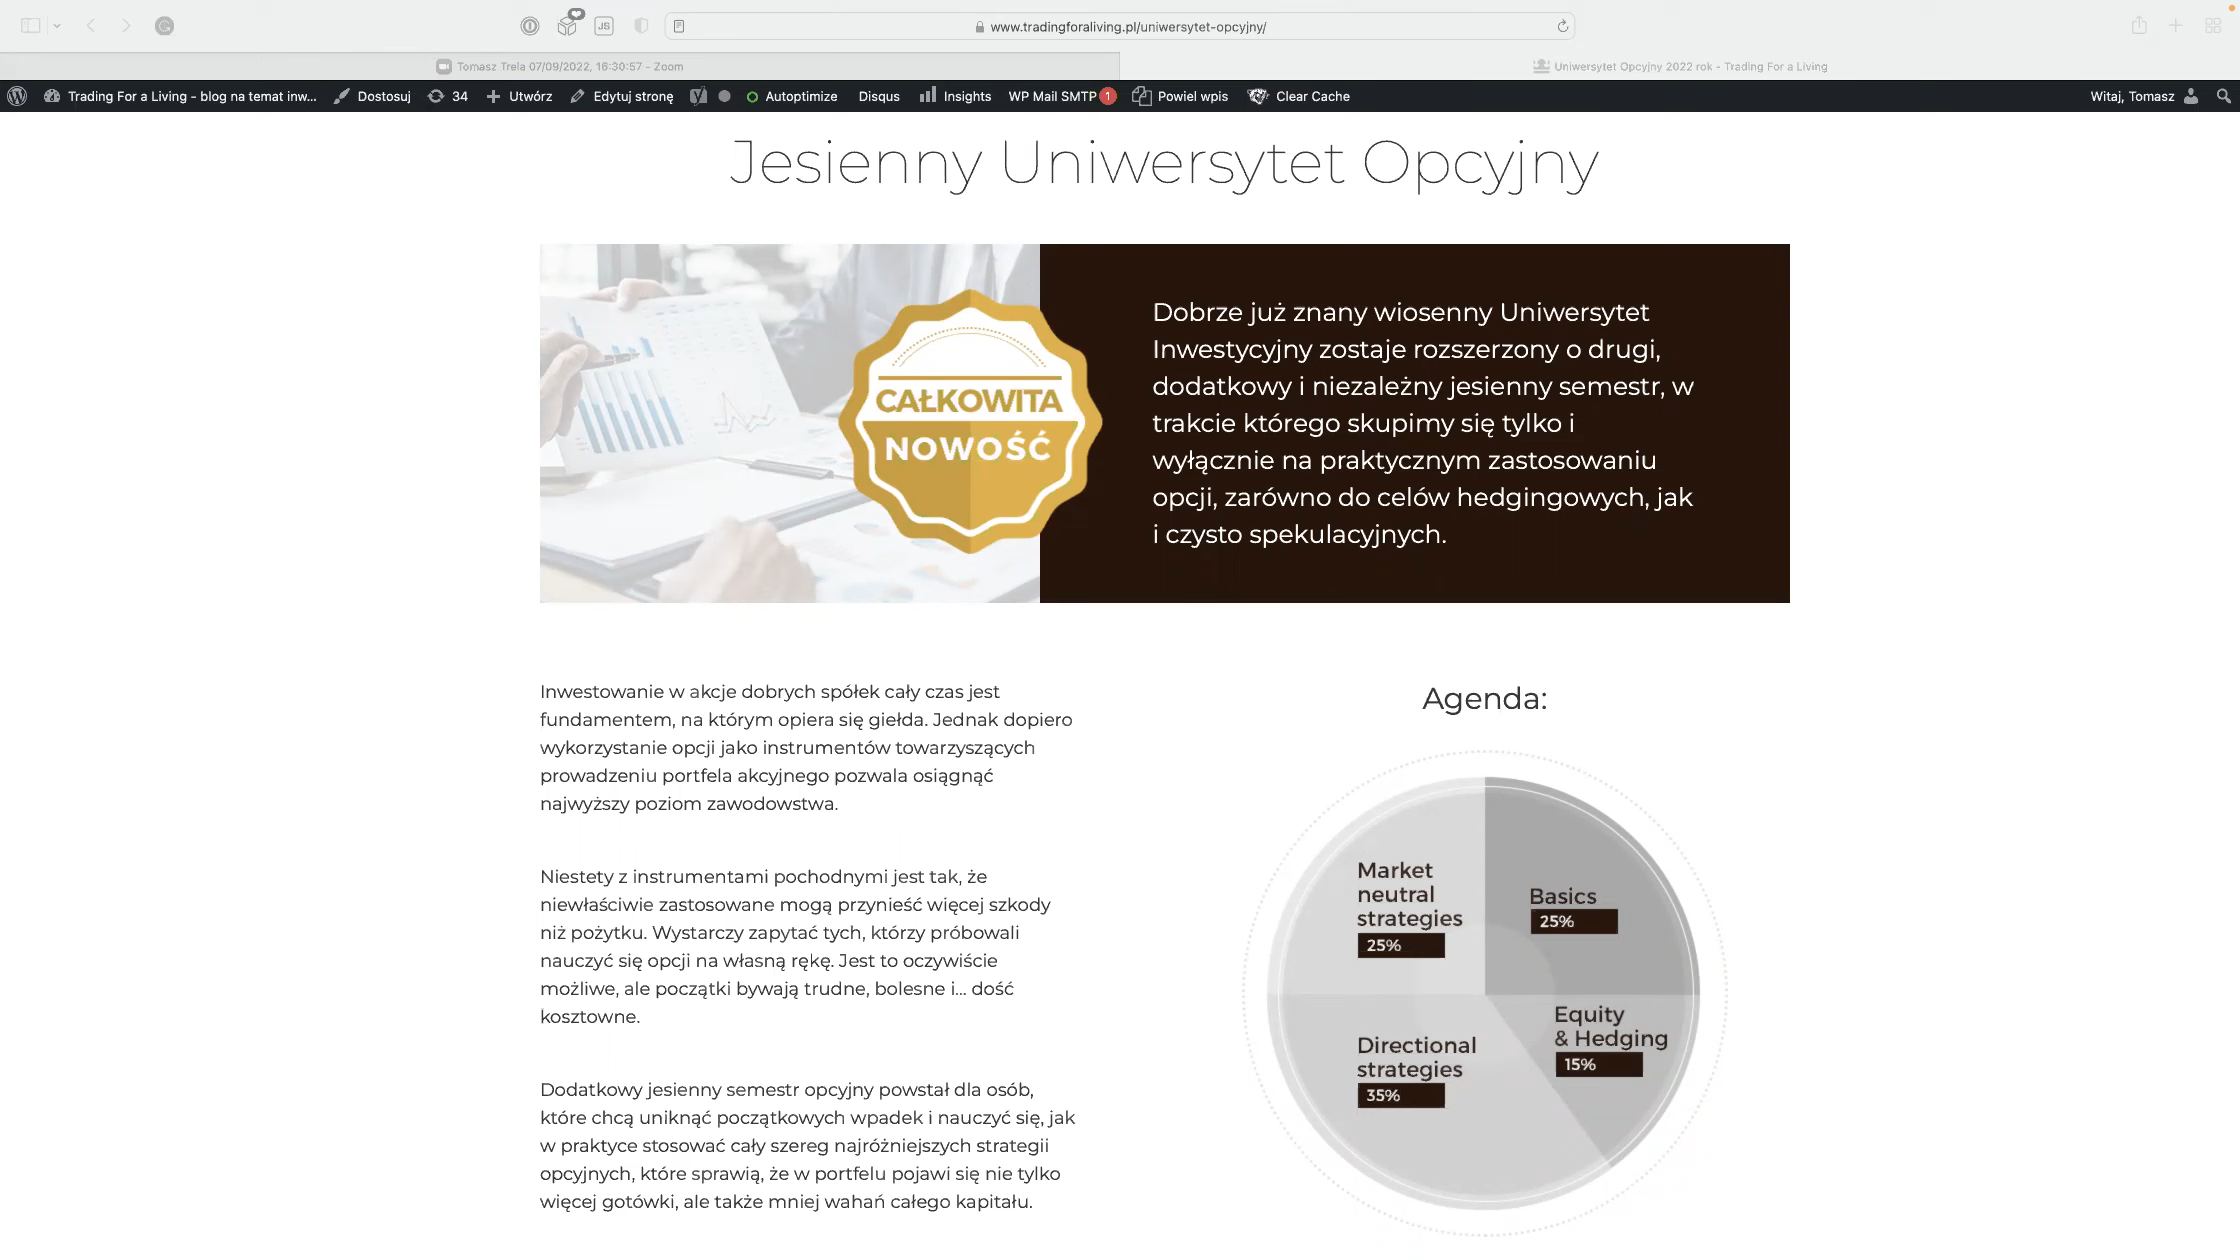 www.tradingforaliving.pl/uniwersytet-opcyjny/
Tomasz Trela 07/09/2022, 16:30:57 - Zoom
Uniwersytet Opcyjny 2022 rok - Trading For a Living
Trading For a Living – blog na temat inw... Dostosuj 34 Utwórz Edytuj stronę Autoptimize Disqus Insights WP Mail SMTP 1 Powiel wpis Clear Cache Witaj, Tomasz
Jesienny Uniwersytet Opcyjny
CAŁKOWITA
NOWOŚĆ
Dobrze już znany wiosenny Uniwersytet
Inwestycyjny zostaje rozszerzony o drugi,
dodatkowy i niezależny jesienny semestr, w
trakcie którego skupimy się tylko i
wyłącznie na praktycznym zastosowaniu
opcji, zarówno do celów hedgingowych, jak
i czysto spekulacyjnych.
Inwestowanie w akcje dobrych spółek cały czas jest
fundamentem, na którym opiera się giełda. Jednak dopiero
wykorzystanie opcji jako instrumentów towarzyszących
prowadzeniu portfela akcyjnego pozwala osiągnąć
najwyższy poziom zawodowstwa.
Niestety z instrumentami pochodnymi jest tak, że
niewłaściwie zastosowane mogą przynieść więcej szkody
niż pożytku. Wystarczy zapytać tych, którzy próbowali
nauczyć się opcji na własną rękę. Jest to oczywiście
możliwe, ale początki bywają trudne, bolesne i... dość
kosztowne.
Dodatkowy jesienny semestr opcyjny powstał dla osób,
które chcą uniknąć początkowych wpadek i nauczyć się, jak
w praktyce stosować cały szereg najróżniejszych strategii
opcyjnych, które sprawią, że w portfelu pojawi się nie tylko
więcej gotówki, ale także mniej wahań całego kapitału.
Agenda:
Market
neutral
strategies
25%
Basics
25%
Equity
& Hedging
15%
Directional
strategies
35%